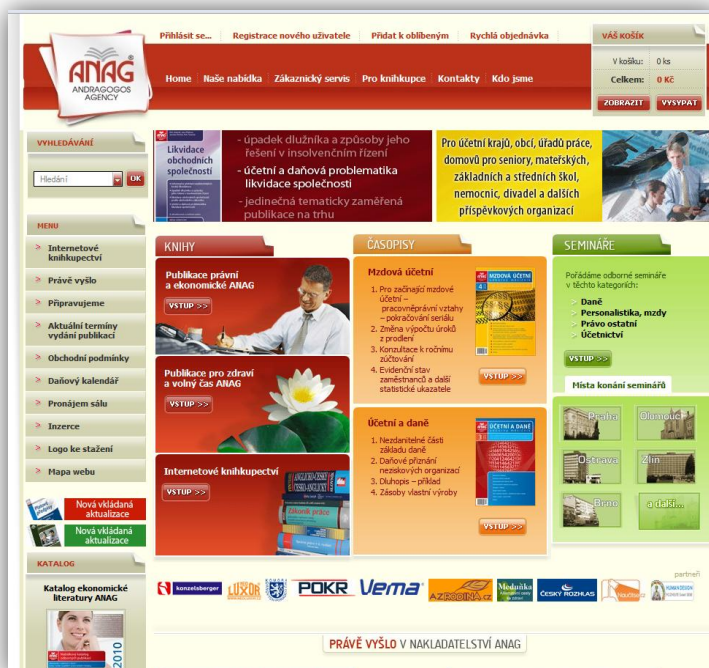 Přihlásit se...
Registrace nového uživatele
Přidat k oblíbeným
Rychlá objednávka
ANAG
ANDRAGOGOS
AGENCY
Home
Naše nabídka
Zákaznický servis
Pro knihkupce
Kontakty
Kdo jsme
VÁŠ KOŠÍK
V košíku: 0 ks
Celkem: 0 Kč
ZOBRAZIT
VYSYPAT
VYHLEDÁVÁNÍ
Hledání
OK
Likvidace
obchodních
společností
- úpadek dlužníka a způsoby jeho
řešení v insolvenčním řízení
- účetní a daňová problematika
likvidace společnosti
- jedinečná tematicky zaměřená
publikace na trhu
Pro účetní krajů, obcí, úřadů práce,
domovů pro seniory, mateřských,
základních a středních škol,
nemocnic, divadel a dalších
příspěvkových organizací
MENU
Internetové
knihkupectví
Právě vyšlo
Připravujeme
Aktuální termíny
vydání publikací
Obchodní podmínky
Daňový kalendář
Pronájem sálu
Inzerce
Logo ke stažení
Mapa webu
Nová vkládaná
aktualizace
Nová vkládaná
aktualizace
KATALOG
Katalog ekonomické
literatury ANAG
2010
KNIHY
Publikace právní
a ekonomické ANAG
VSTUP >>
Publikace pro zdraví
a volný čas ANAG
VSTUP >>
Internetové knihkupectví
VSTUP >>
ANGLICKO-ČESKÝ
ČESKO-ANGLICKÝ
Zákoník práce
ČASOPISY
Mzdová účetní
1. Pro začínající mzdové
účetní –
pracovněprávní vztahy
– pokračování seriálu
2. Změna výpočtu úroků
z prodlení
3. Konzultace k ročnímu
zúčtování
4. Evidenční stav
zaměstnanců a další
statistické ukazatele
MZDOVÁ ÚČETNÍ
4
VSTUP >>
Účetní a daně
1. Nezdanitelné části
základu daně
2. Daňové přiznání
neziskových organizací
3. Dluhopis – příklad
4. Zásoby vlastní výroby
ÚČETNÍ A DANĚ
3
VSTUP >>
SEMINÁŘE
Pořádáme odborné semináře
v těchto kategoriích:
Daně
Personalistika, mzdy
Právo ostatní
Účetnictví
VSTUP >>
Místa konání seminářů
Praha
Olomouc
Ostrava
Zlín
Brno
a další...
partneři
konzelsberger
LUXOR
POKR
Vema
AZRODINA.cz
Meduňka
ČESKÝ ROZHLAS
PRÁVĚ VYŠLO V NAKLADATELSTVÍ ANAG